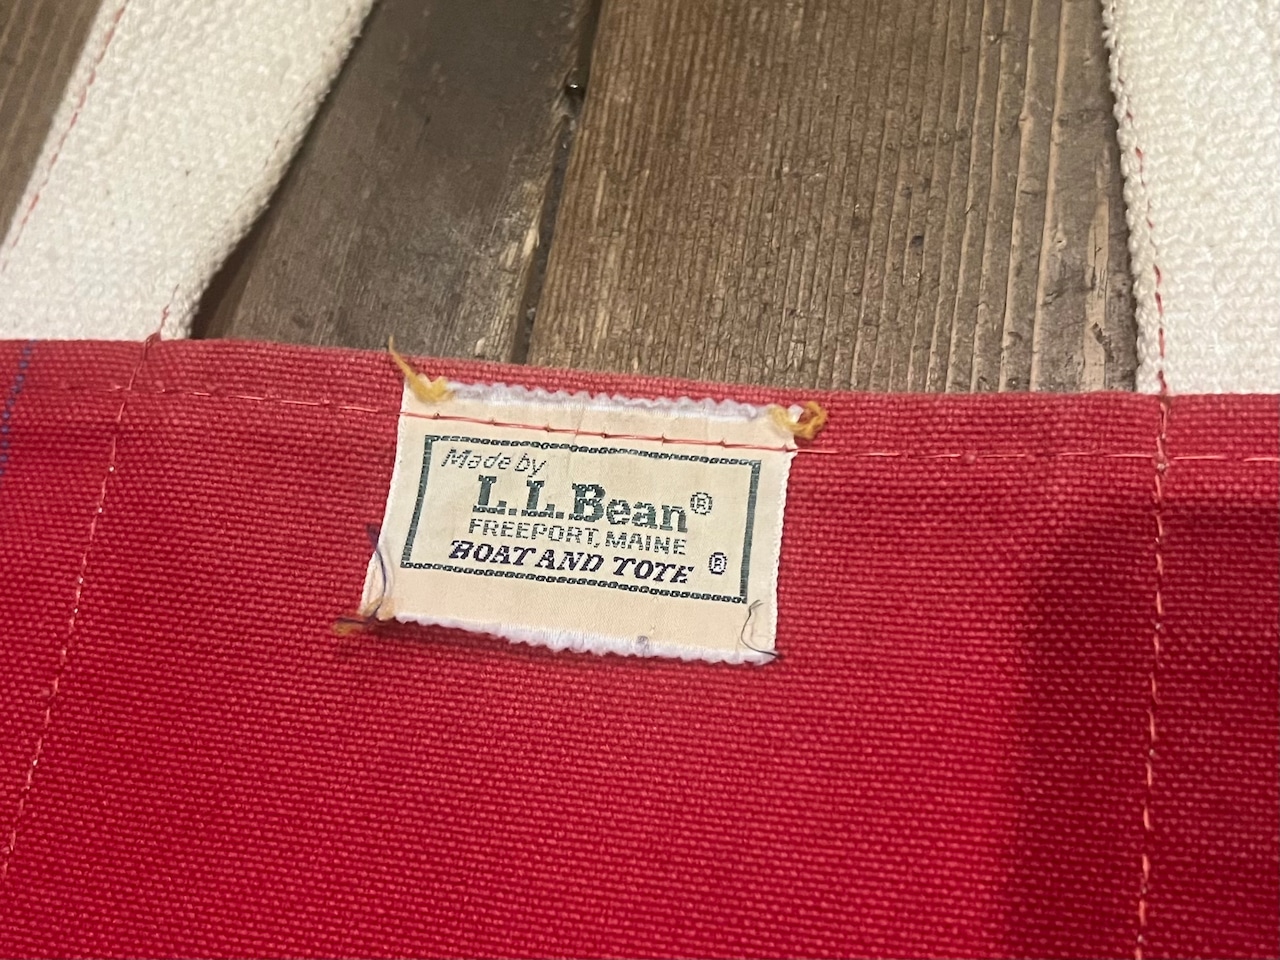 Made by
L.L.Bean®
FREEPORT, MAINE
BOAT AND TOTE ®